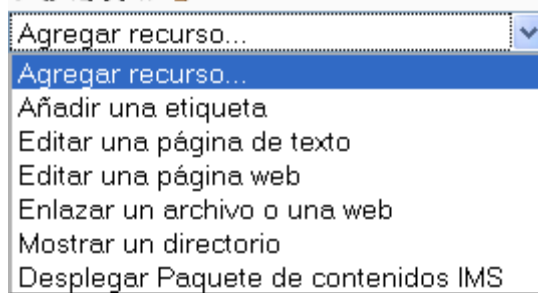 Agregar recurso...
Agregar recurso...
Añadir una etiqueta
Editar una página de texto
Editar una página web
Enlazar un archivo o una web
Mostrar un directorio
Desplegar Paquete de contenidos IMS